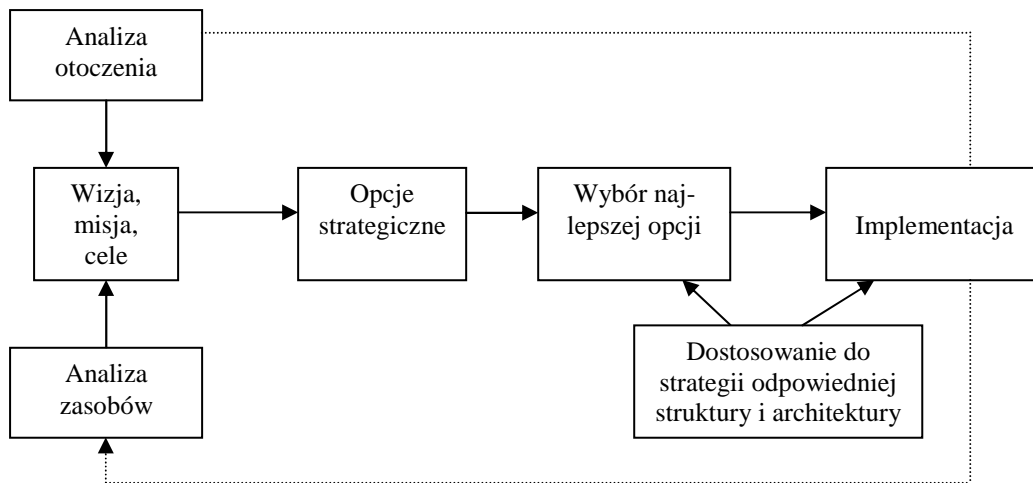 Analiza
otoczenia
Wizja,
misja,
cele
Opcje
strategiczne
Wybór naj-
lepszej opcji
Implementacja
Analiza
zasobów
Dostosowanie do
strategii odpowiedniej
struktury i architektury